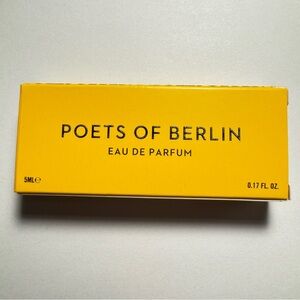 POETS OF BERLIN
EAU DE PARFUM
5ML℮ 0.17 FL. OZ.